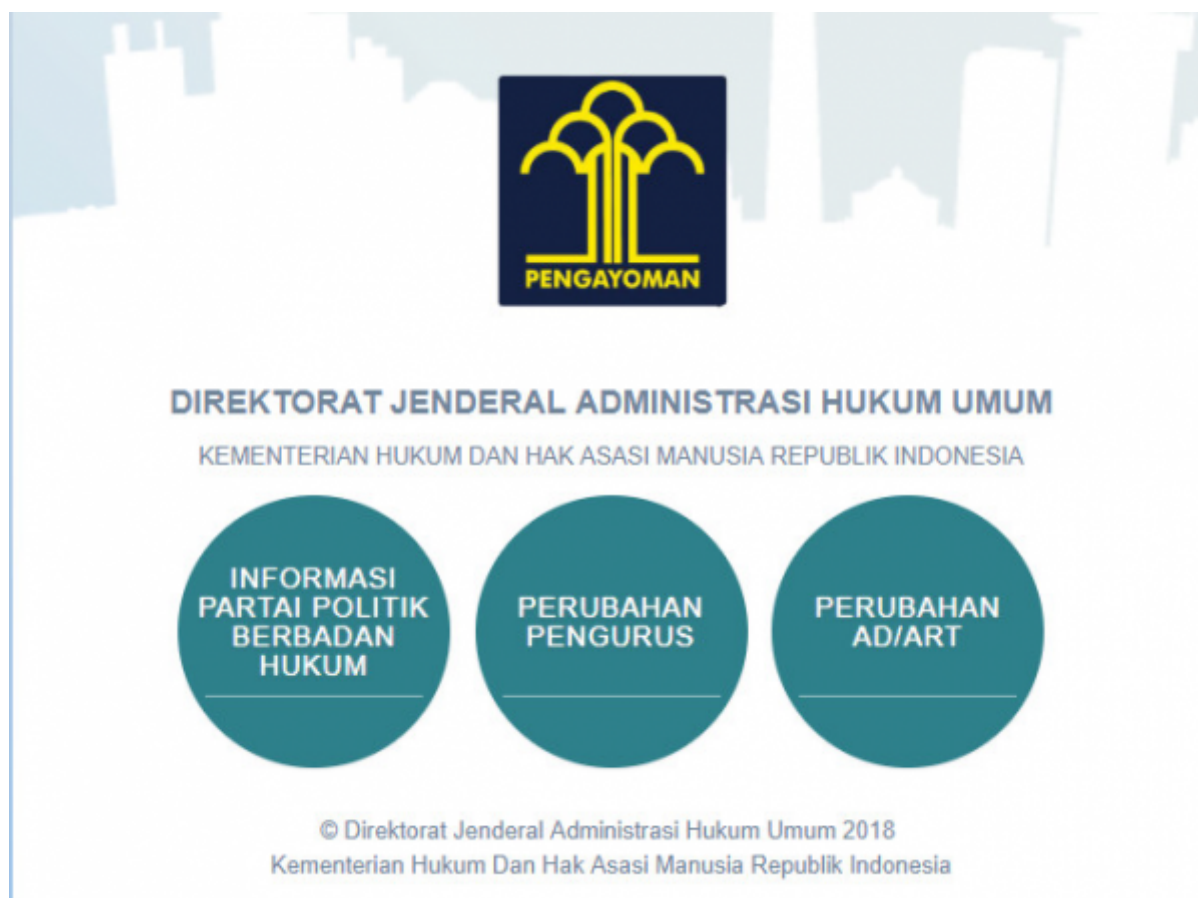 PENGAYOMAN
DIREKTORAT JENDERAL ADMINISTRASI HUKUM UMUM
KEMENTERIAN HUKUM DAN HAK ASASI MANUSIA REPUBLIK INDONESIA
INFORMASI
PARTAI POLITIK
BERBADAN
HUKUM
PERUBAHAN
PENGURUS
PERUBAHAN
AD/ART
© Direktorat Jenderal Administrasi Hukum Umum 2018
Kementerian Hukum Dan Hak Asasi Manusia Republik Indonesia